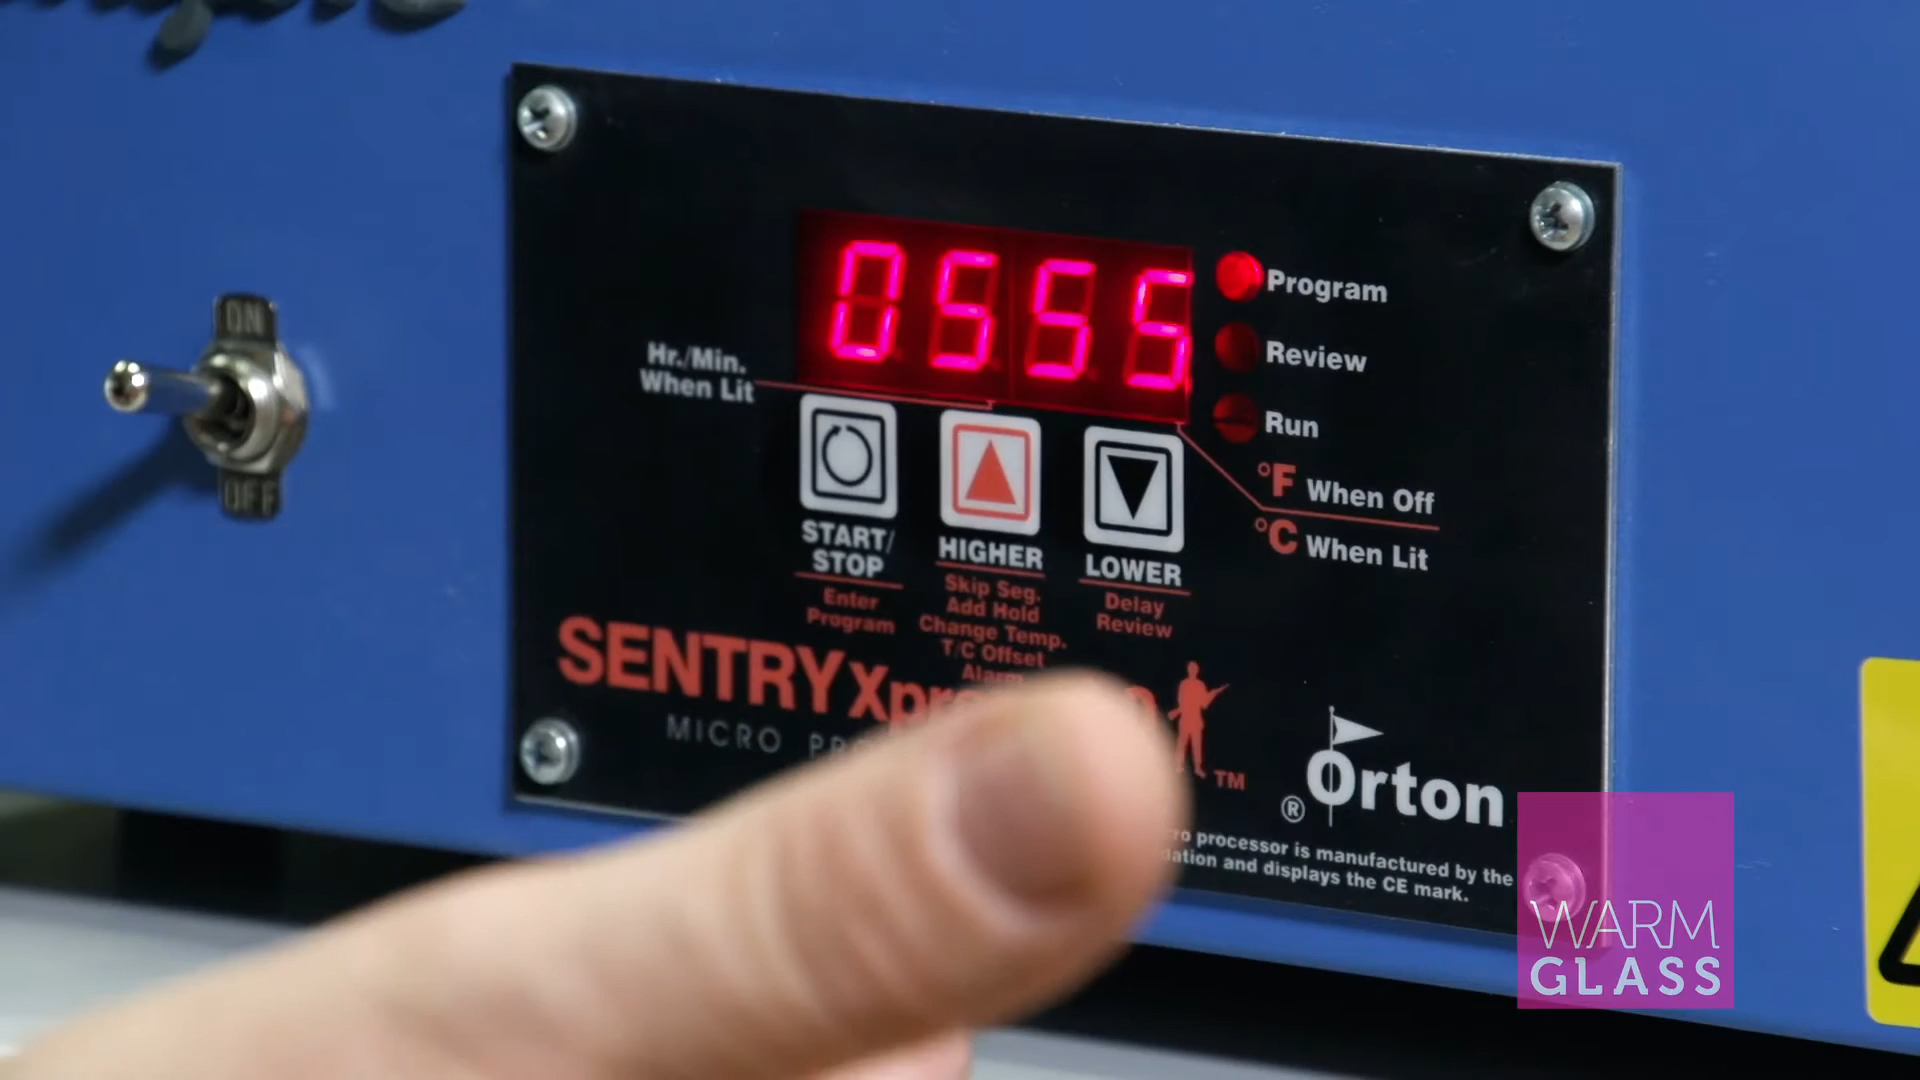 ON
OFF
0555
Program
Review
Run
Hr./Min.
When Lit
°F When Off
°C When Lit
START/
STOP
Enter
Program
HIGHER
Skip Seg.
Add Hold
Change Temp.
T/C Offset
Alarm
LOWER
Delay
Review
SENTRY
MICRO
TM
® Orton
processor is manufactured by the
and displays the CE mark.
WARM
GLASS